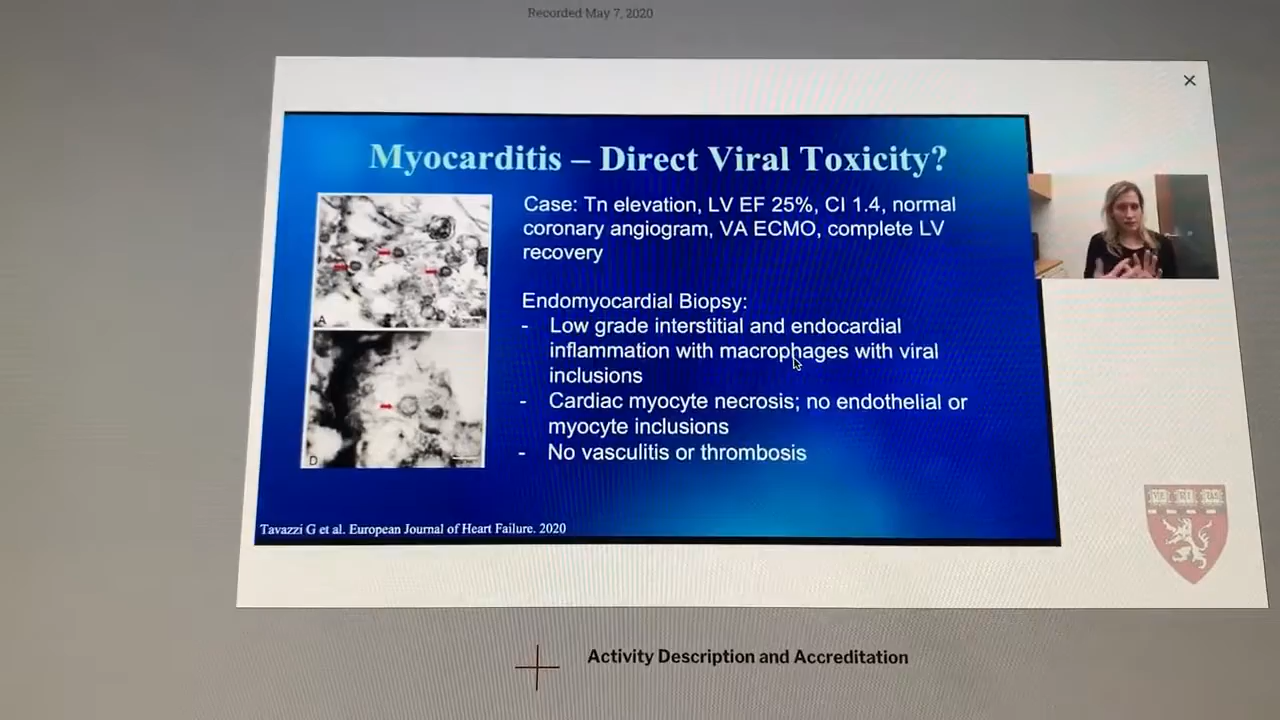 Recorded May 7, 2020
Myocarditis – Direct Viral Toxicity?
Case: Tn elevation, LV EF 25%, CI 1.4, normal
coronary angiogram, VA ECMO, complete LV
recovery
Endomyocardial Biopsy:
- Low grade interstitial and endocardial
inflammation with macrophages with viral
inclusions
- Cardiac myocyte necrosis; no endothelial or
myocyte inclusions
- No vasculitis or thrombosis
A
D
Tavazzi G et al. European Journal of Heart Failure. 2020
VE RI TAS
Activity Description and Accreditation